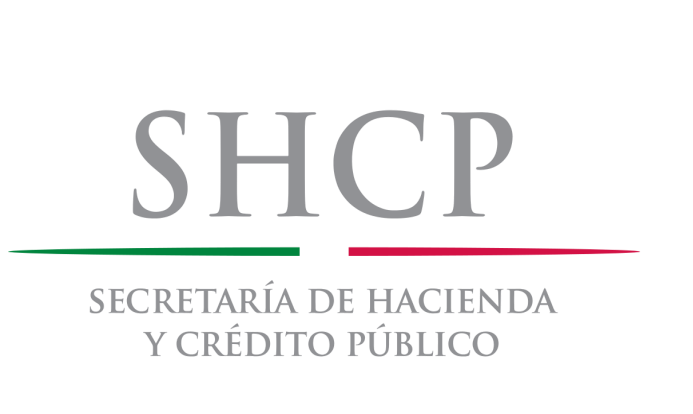 SHCP
SECRETARÍA DE HACIENDA
Y CRÉDITO PÚBLICO